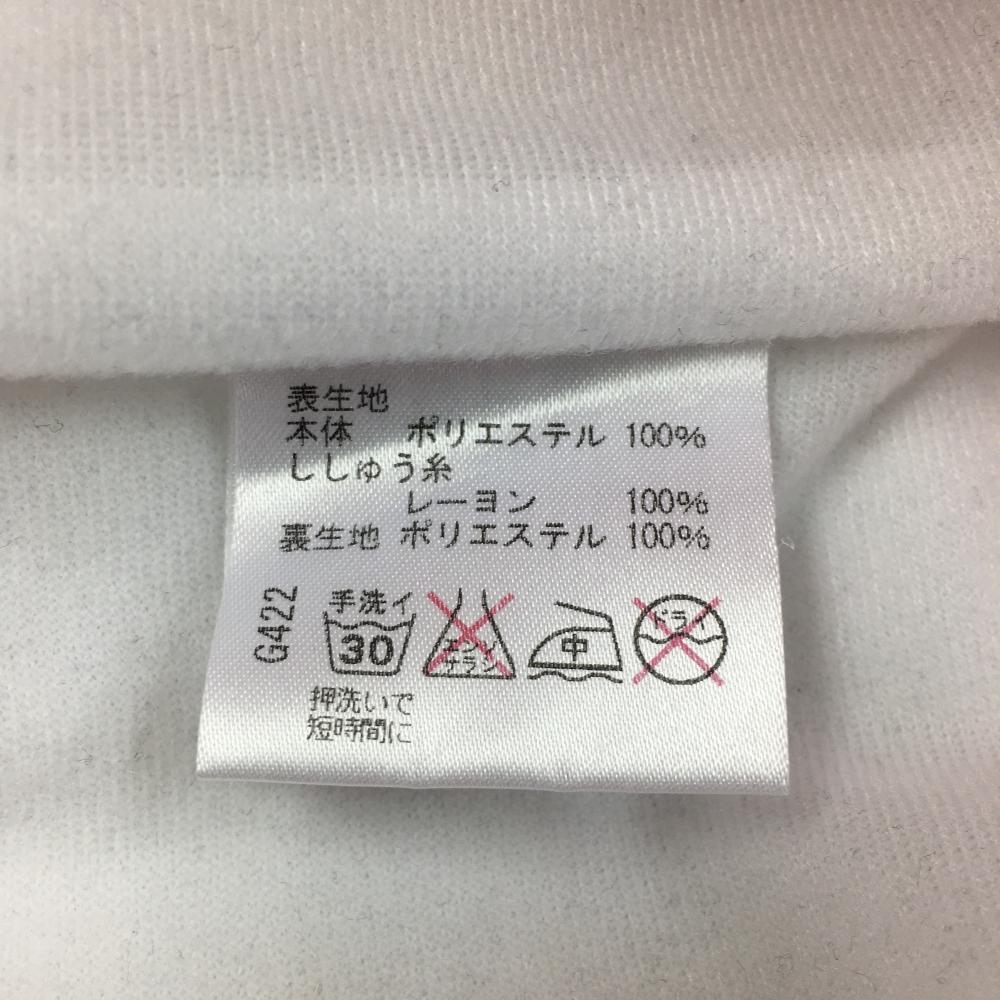 表生地
本体 ポリエステル 100%
ししゅう糸
レーヨン 100%
裏生地 ポリエステル 100%
G422
手洗イ
30
エンソ
サラシ
中
ドライ
押洗いで
短時間に